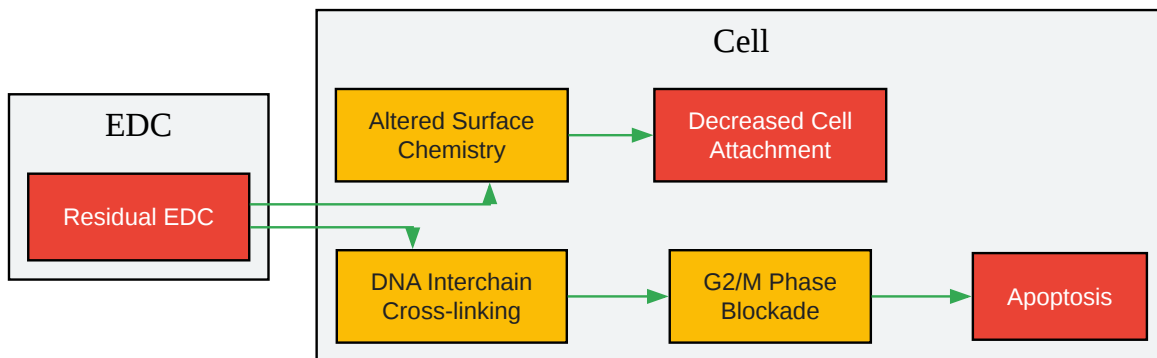 EDC
Residual EDC
Cell
Altered Surface
Chemistry
Decreased Cell
Attachment
DNA Interchain
Cross-linking
G2/M Phase
Blockade
Apoptosis